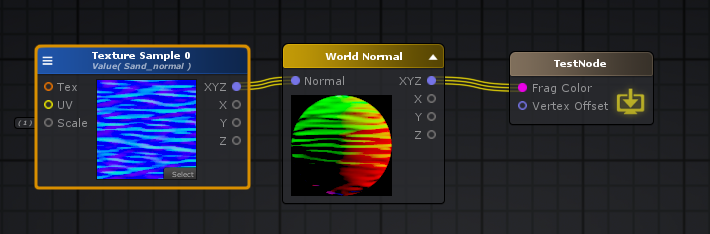 Texture Sample 0
Value( Sand_normal )
Tex
UV
(1)
Scale
XYZ
X
Y
Z
Select
World Normal
Normal
XYZ
X
Y
Z
TestNode
Frag Color
Vertex Offset